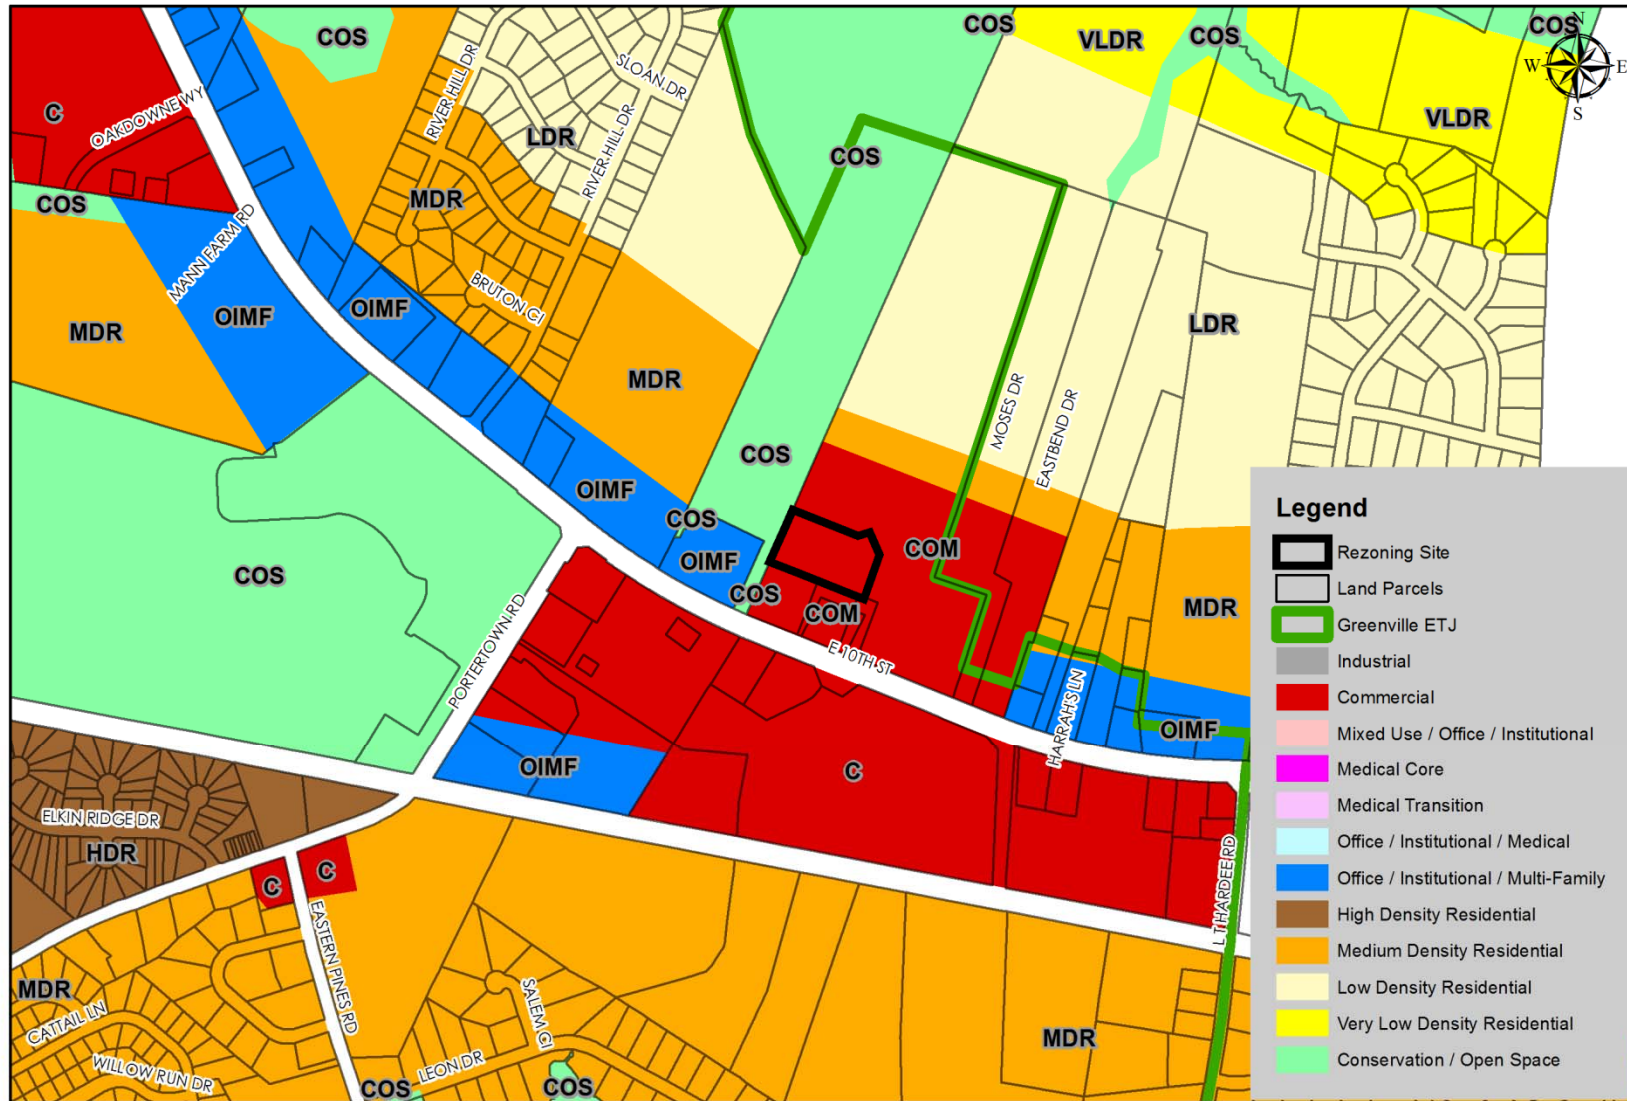 COS
COS
COS
COS
VLDR
N
W
E
S
C
OAKDOWNE WY
RIVER HILL DR
SLOAN DR
LDR
RIVER HILL DR
COS
VLDR
COS
MANN FARM RD
MDR
BRUTON CI
MDR
OIMF
OIMF
LDR
MDR
MOSES DR
EASTBEND DR
COS
OIMF
COS
OIMF
COS
COM
COM
COS
MDR
PORTERTOWN RD
E 10TH ST
HARRAH'S LN
OIMF
OIMF
C
ELKIN RIDGE DR
HDR
C
C
EASTERN PINES RD
L T HARDEE RD
MDR
CATTAIL LN
WILLOW RUN DR
SALEM CI
LEON DR
COS
COS
MDR
Legend
Rezoning Site
Land Parcels
Greenville ETJ
Industrial
Commercial
Mixed Use / Office / Institutional
Medical Core
Medical Transition
Office / Institutional / Medical
Office / Institutional / Multi-Family
High Density Residential
Medium Density Residential
Low Density Residential
Very Low Density Residential
Conservation / Open Space